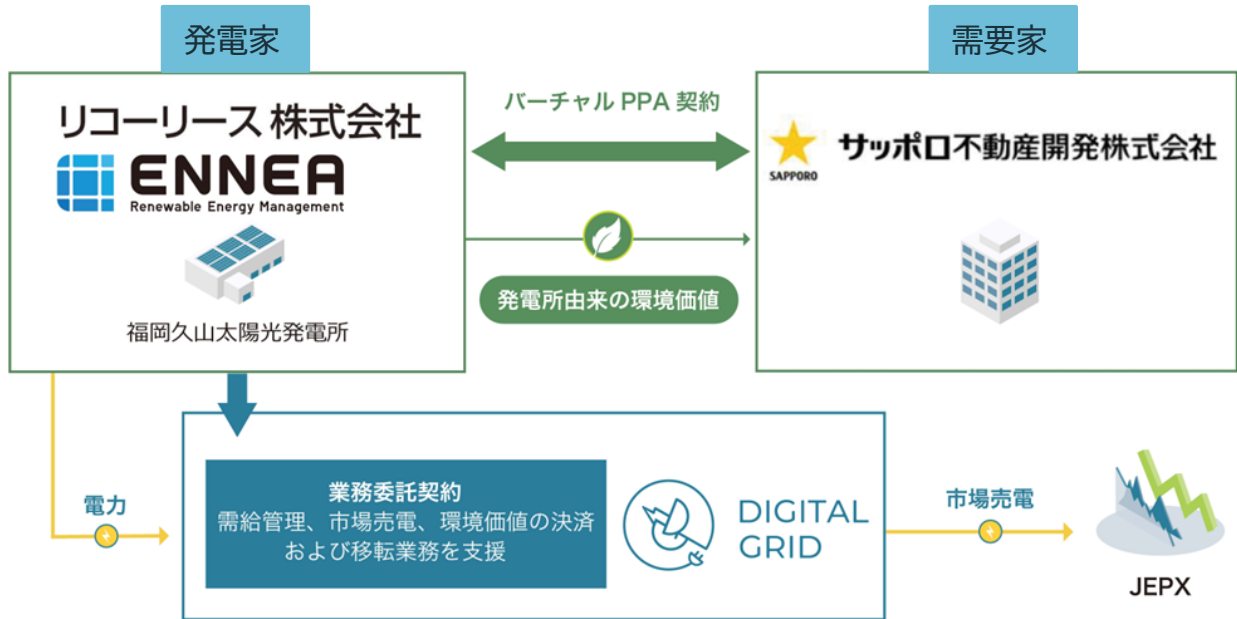 発電家
需要家
リコーリース 株式会社
ENNEA
Renewable Energy Management
福岡久山太陽光発電所
バーチャル PPA 契約
発電所由来の環境価値
SAPPORO
サッポロ不動産開発株式会社
電力
業務委託契約
需給管理、市場売電、環境価値の決済
および移転業務を支援
DIGITAL
GRID
市場売電
JEPX